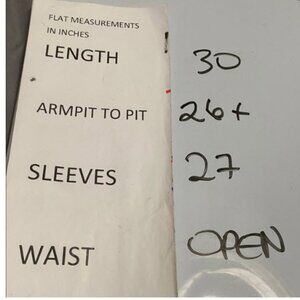 FLAT MEASUREMENTS
IN INCHES
LENGTH 30
ARMPIT TO PIT 26+
SLEEVES 27
WAIST OPEN